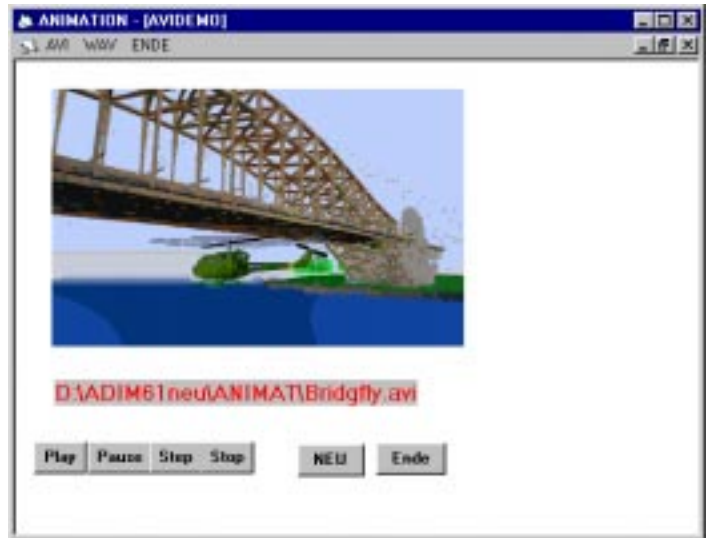 ANIMATION - [AVIDEMO]
AVI WAV ENDE
D:\ADIM61neu\ANIMAT\Bridgfly.avi
Play Pause Step Stop NEU Ende